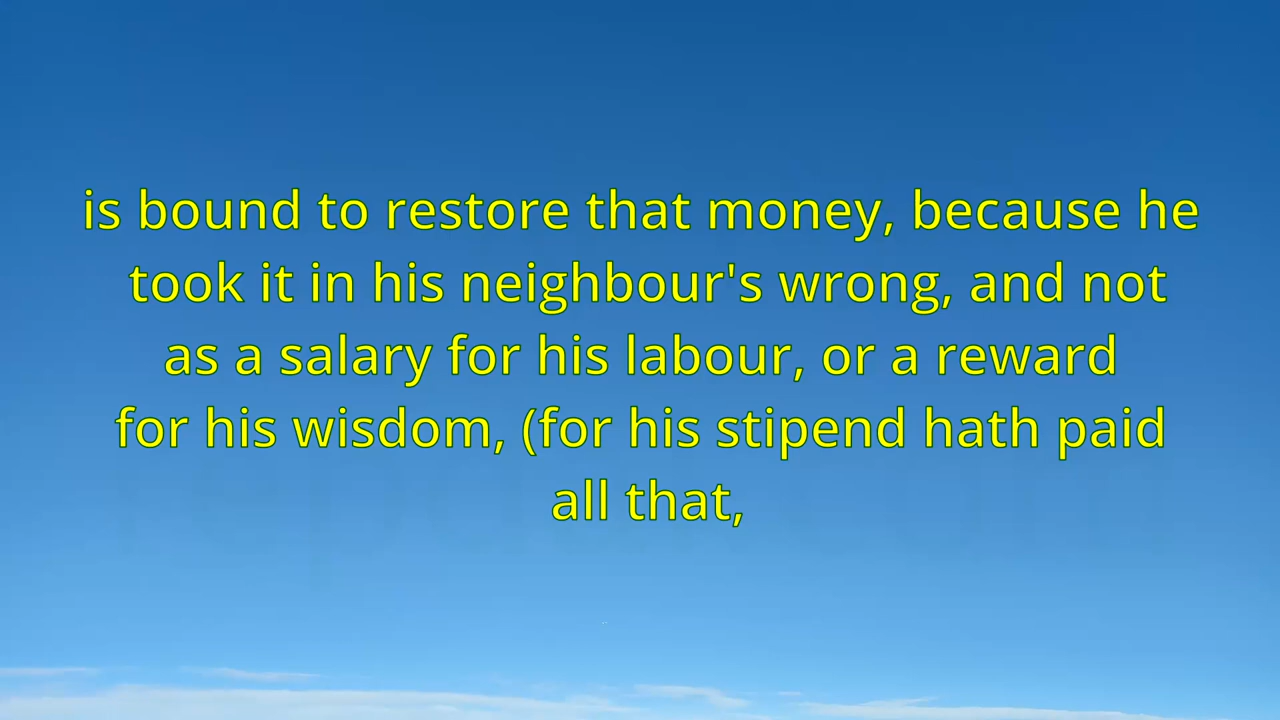 is bound to restore that money, because he
took it in his neighbour's wrong, and not
as a salary for his labour, or a reward
for his wisdom, (for his stipend hath paid
all that,